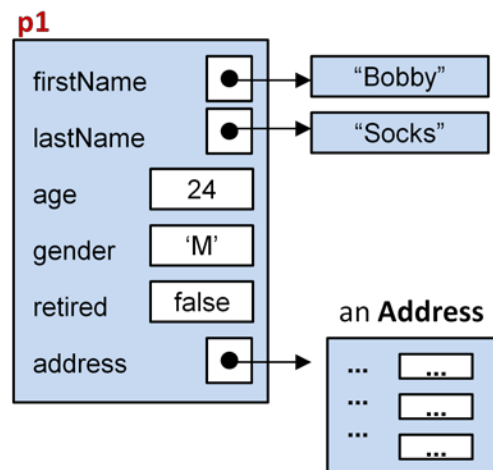 p1
firstName
“Bobby”
lastName
“Socks”
age
24
gender
‘M’
retired
false
address
an Address
... ...
... ...
... ...